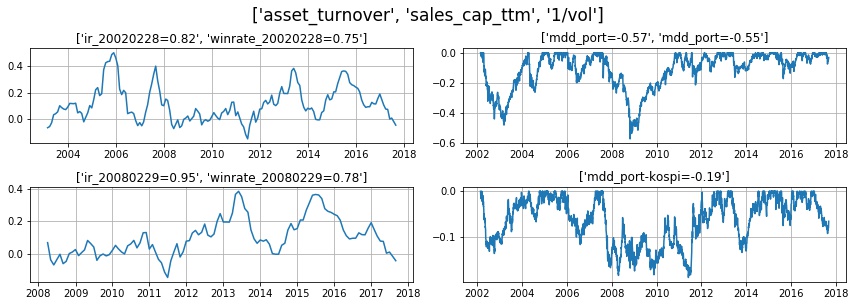 ['asset_turnover', 'sales_cap_ttm', '1/vol']
['ir_20020228=0.82', 'winrate_20020228=0.75']
0.4
0.2
0.0
2004 2006 2008 2010 2012 2014 2016 2018
['mdd_port=-0.57', 'mdd_port=-0.55']
0.0
−0.2
−0.4
−0.6
2002 2004 2006 2008 2010 2012 2014 2016 2018
['ir_20080229=0.95', 'winrate_20080229=0.78']
0.4
0.2
0.0
2008 2009 2010 2011 2012 2013 2014 2015 2016 2017 2018
['mdd_port-kospi=-0.19']
0.0
−0.1
2002 2004 2006 2008 2010 2012 2014 2016 2018